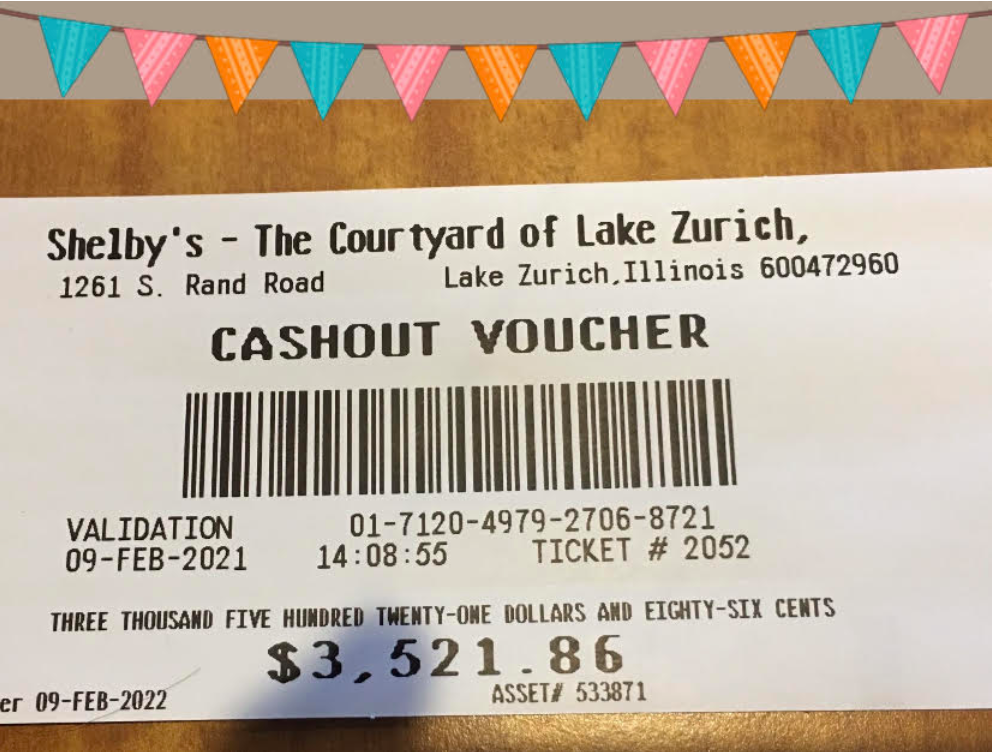 Shelby's - The Courtyard of Lake Zurich,
1261 S. Rand Road Lake Zurich,Illinois 600472960
CASHOUT VOUCHER
VALIDATION 01-7120-4979-2706-8721
09-FEB-2021 14:08:55 TICKET # 2052
THREE THOUSAND FIVE HUNDRED TWENTY-ONE DOLLARS AND EIGHTY-SIX CENTS
$3,521.86
er 09-FEB-2022 ASSET# 533871